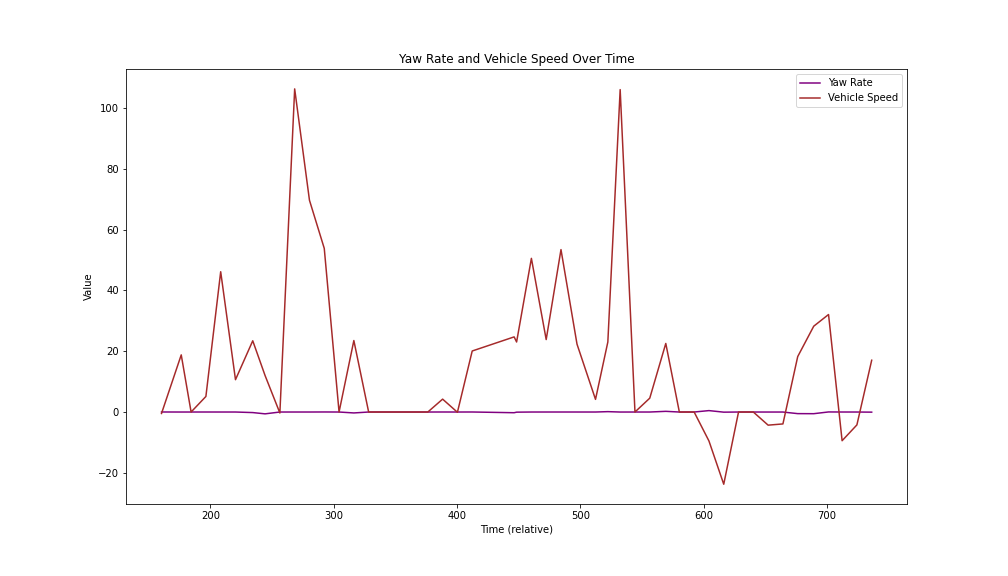 Yaw Rate and Vehicle Speed Over Time
Yaw Rate
Vehicle Speed
100
80
60
40
20
0
−20
Value
200 300 400 500 600 700
Time (relative)